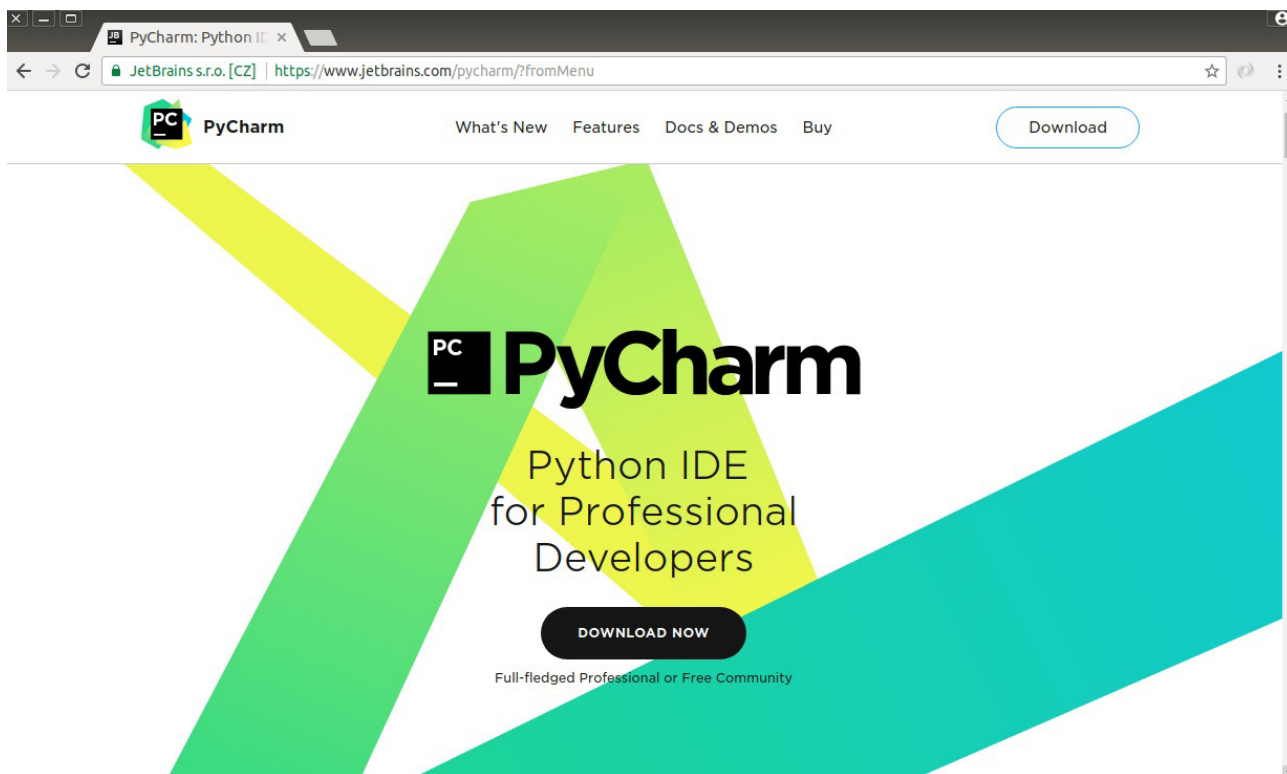 JB PyCharm: Python ID
JetBrains s.r.o. [CZ] | https://www.jetbrains.com/pycharm/?fromMenu
PC PyCharm What's New Features Docs & Demos Buy Download
PC PyCharm
Python IDE
for Professional
Developers
DOWNLOAD NOW
Full-fledged Professional or Free Community